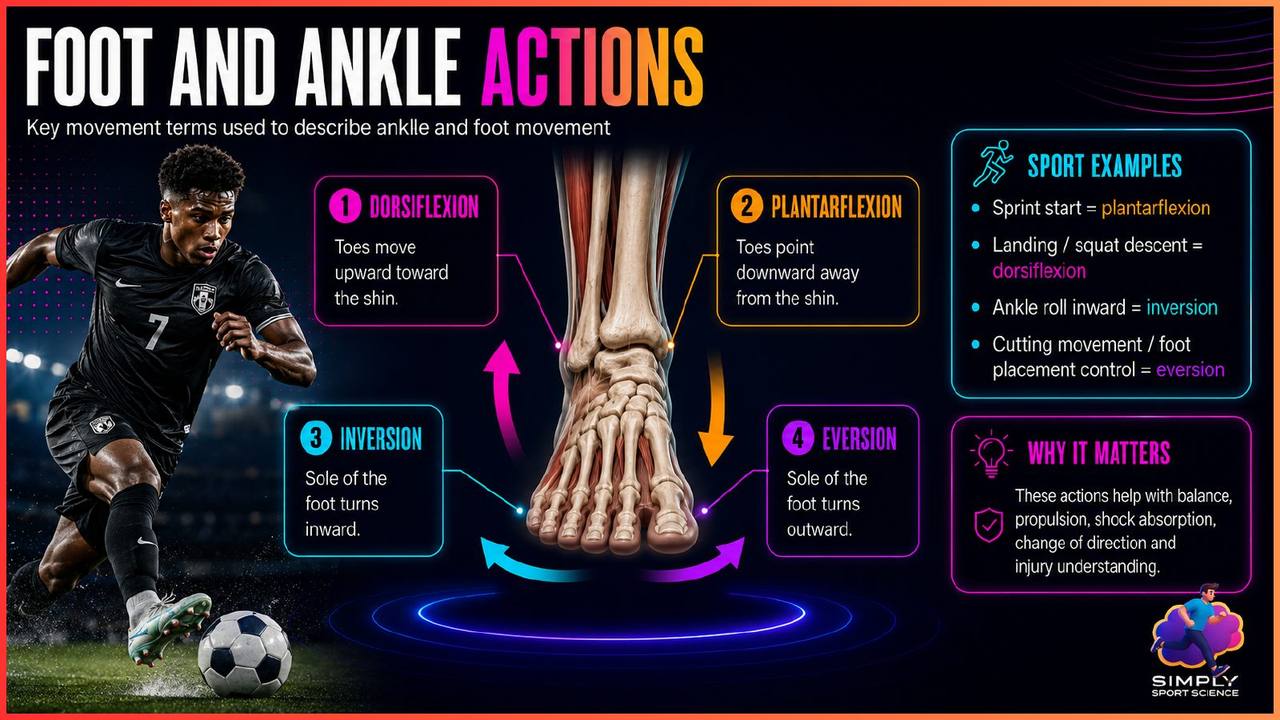 FOOT AND ANKLE ACTIONS
Key movement terms used to describe anklle and foot movement
7
1 DORSIFLEXION
Toes move
upward toward
the shin.
2 PLANTARFLEXION
Toes point
downward away
from the shin.
3 INVERSION
Sole of the
foot turns
inward.
4 EVERSION
Sole of the
foot turns
outward.
SPORT EXAMPLES
• Sprint start = plantarflexion
• Landing / squat descent =
dorsiflexion
• Ankle roll inward = inversion
• Cutting movement / foot
placement control = eversion
WHY IT MATTERS
These actions help with balance,
propulsion, shock absorption,
change of direction and
injury understanding.
SIMPLY
SPORT SCIENCE